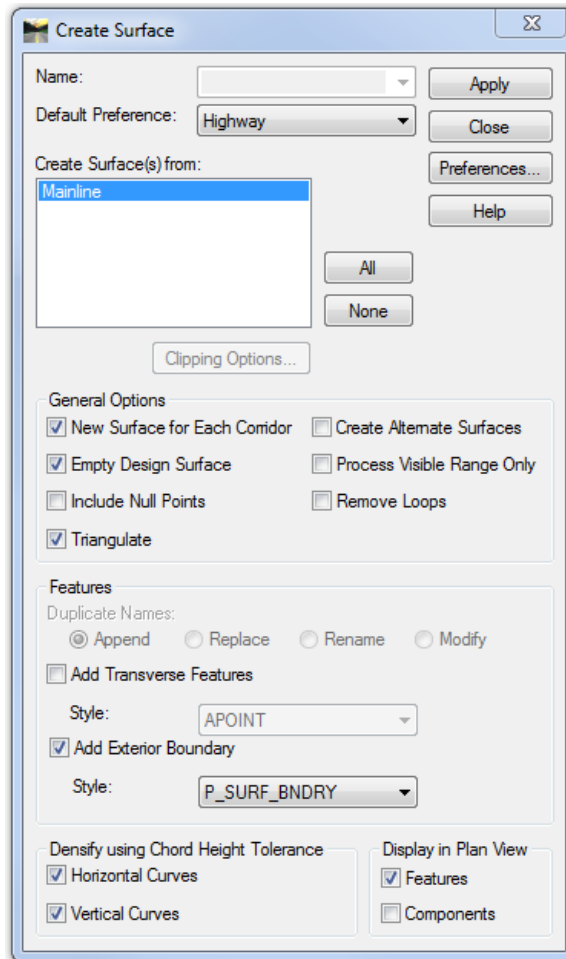 Create Surface
Name:
Apply
Default Preference: Highway
Close
Create Surface(s) from:
Preferences...
Mainline
Help
All
None
Clipping Options...
General Options
New Surface for Each Corridor Create Alternate Surfaces
Empty Design Surface Process Visible Range Only
Include Null Points Remove Loops
Triangulate
Features
Duplicate Names:
Append Replace Rename Modify
Add Transverse Features
Style: APOINT
Add Exterior Boundary
Style: P_SURF_BNDRY
Densify using Chord Height Tolerance Display in Plan View
Horizontal Curves Features
Vertical Curves Components